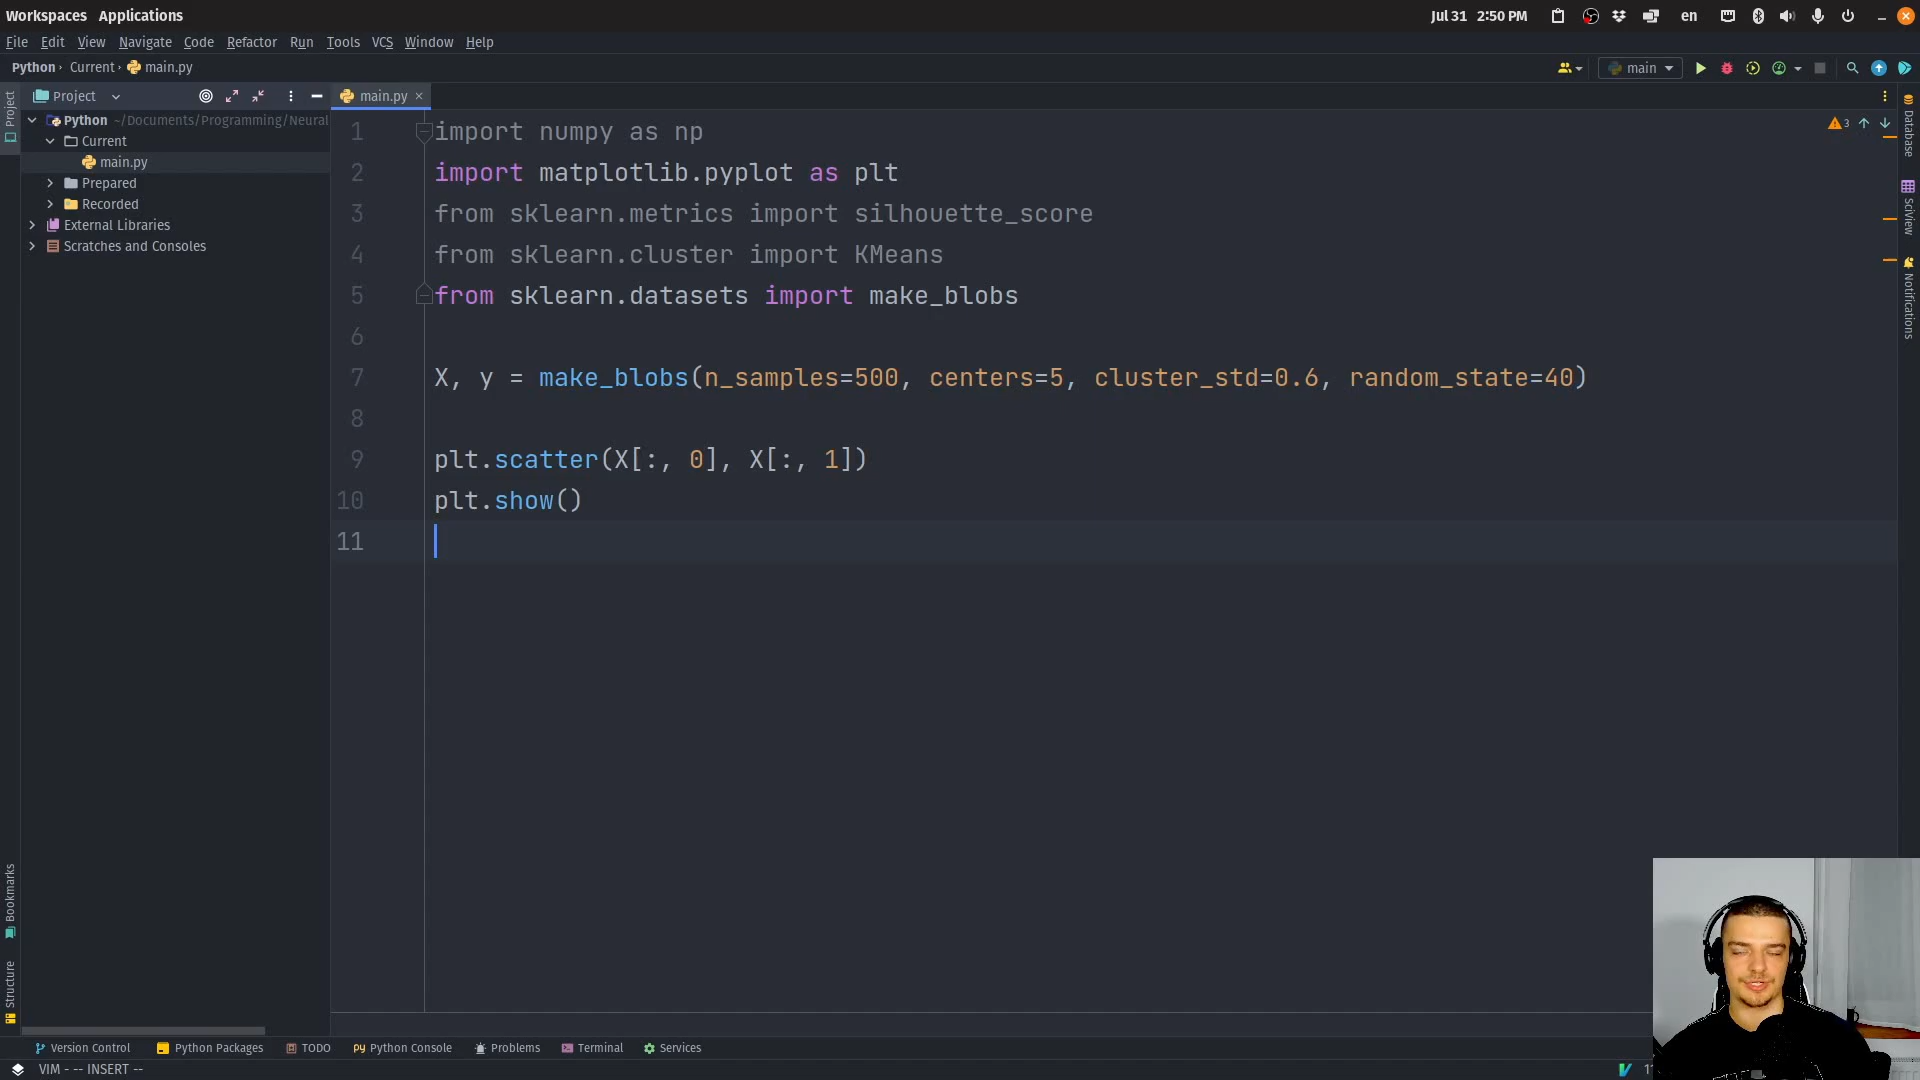 Workspaces Applications
Jul 31 2:50 PM
en
File Edit View Navigate Code Refactor Run Tools VCS Window Help
Python › Current › main.py
main
Project
main.py
3
Project
Python ~/Documents/Programming/Neural
Current
main.py
Prepared
Recorded
External Libraries
Scratches and Consoles
1 import numpy as np
2 import matplotlib.pyplot as plt
3 from sklearn.metrics import silhouette_score
4 from sklearn.cluster import KMeans
5 from sklearn.datasets import make_blobs
6
7 X, y = make_blobs(n_samples=500, centers=5, cluster_std=0.6, random_state=40)
8
9 plt.scatter(X[:, 0], X[:, 1])
10 plt.show()
11
Database
SciView
Notifications
Bookmarks
Structure
Version Control Python Packages TODO Python Console Problems Terminal Services
VIM - -- INSERT --